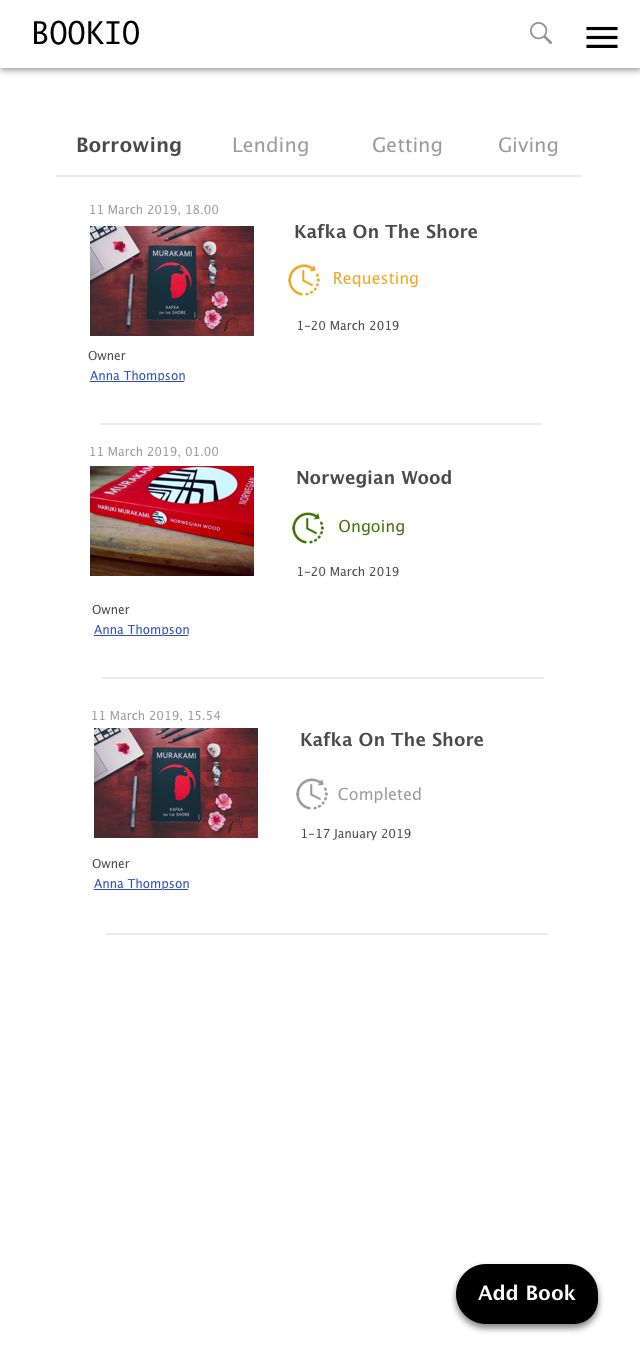 BOOKIO
Borrowing Lending Getting Giving
11 March 2019, 18.00
MURAKAMI
KAFKA
ON THE SHORE
Kafka On The Shore
Requesting
1-20 March 2019
Owner
Anna Thompson
11 March 2019, 01.00
MURAKAMI
HARUKI MURAKAMI
NORWEGIAN WOOD
NORWEGIAN
Norwegian Wood
Ongoing
1-20 March 2019
Owner
Anna Thompson
11 March 2019, 15.54
MURAKAMI
KAFKA
ON THE SHORE
Kafka On The Shore
Completed
1-17 January 2019
Owner
Anna Thompson
Add Book